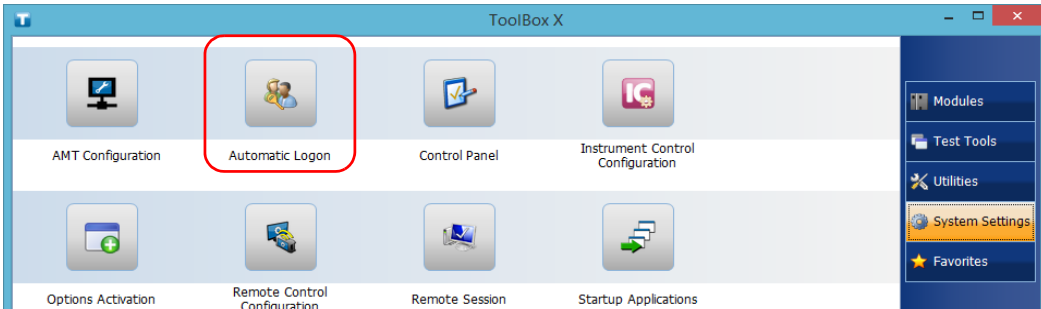 ToolBox X
AMT Configuration
Automatic Logon
Control Panel
Instrument Control
Configuration
Options Activation
Remote Control
Configuration
Remote Session
Startup Applications
Modules
Test Tools
Utilities
System Settings
Favorites